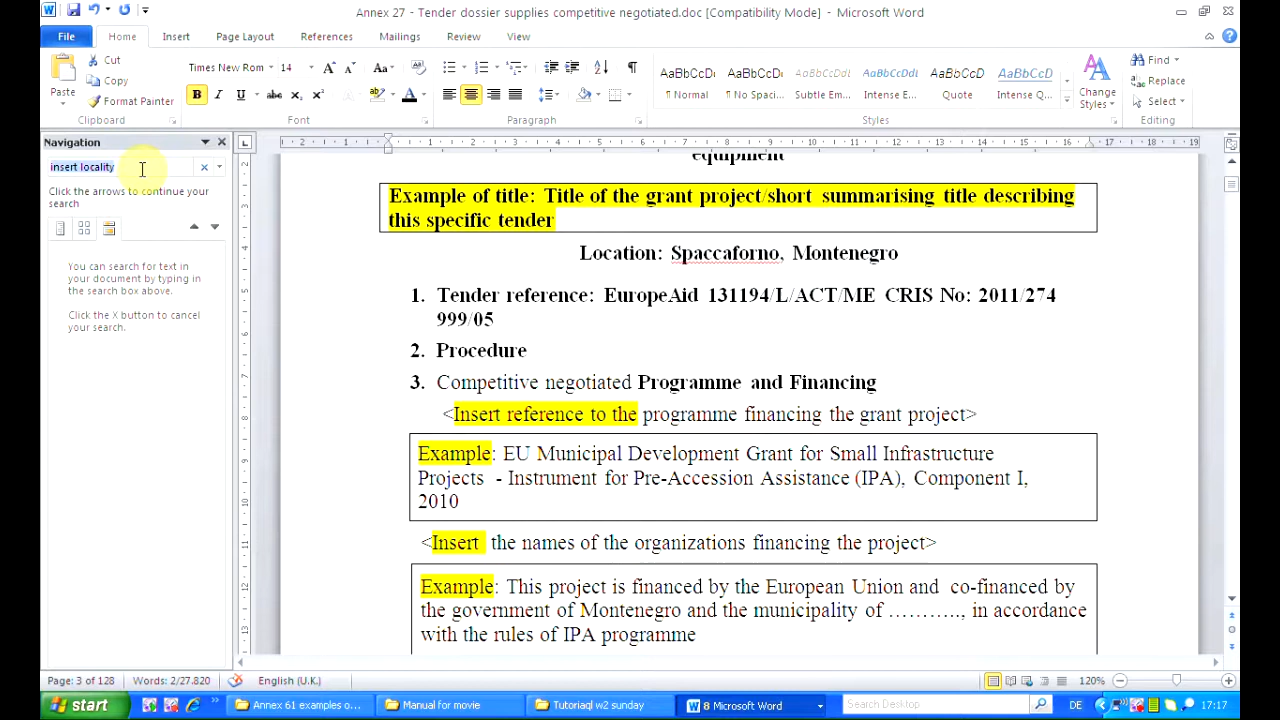 Annex 27 - Tender dossier supplies competitive negotiated.doc [Compatibility Mode] - Microsoft Word
File Home Insert Page Layout References Mailings Review View
Paste
Cut
Copy
Format Painter
Clipboard
Times New Rom 14
Font
Paragraph
AaBbCcDı AaBbCcDı AaBbCcDı AaBbCcDdı AaBbCcDı AaBbCcD
¶ Normal ¶ No Spaci... Subtle Em... Intense E... Quote Intense Q...
Change
Styles
Styles
Find
Replace
Select
Editing
Navigation
insert locality
Click the arrows to continue your
search
You can search for text in
your document by typing in
the search box above.
Click the X button to cancel
your search.
equipment
Example of title: Title of the grant project/short summarising title describing
this specific tender
Location: Spaccaforno, Montenegro
1. Tender reference: EuropeAid 131194/L/ACT/ME CRIS No: 2011/274
999/05
2. Procedure
3. Competitive negotiated Programme and Financing
<Insert reference to the programme financing the grant project>
Example: EU Municipal Development Grant for Small Infrastructure
Projects - Instrument for Pre-Accession Assistance (IPA), Component I,
2010
<Insert the names of the organizations financing the project>
Example: This project is financed by the European Union and co-financed by
the government of Montenegro and the municipality of ……….., in accordance
with the rules of IPA programme
Page: 3 of 128 Words: 2/27.820 English (U.K.) 120%
start Annex 61 examples o... Manual for movie Tutoriaql w2 sunday 8 Microsoft Word Search Desktop DE 17:17